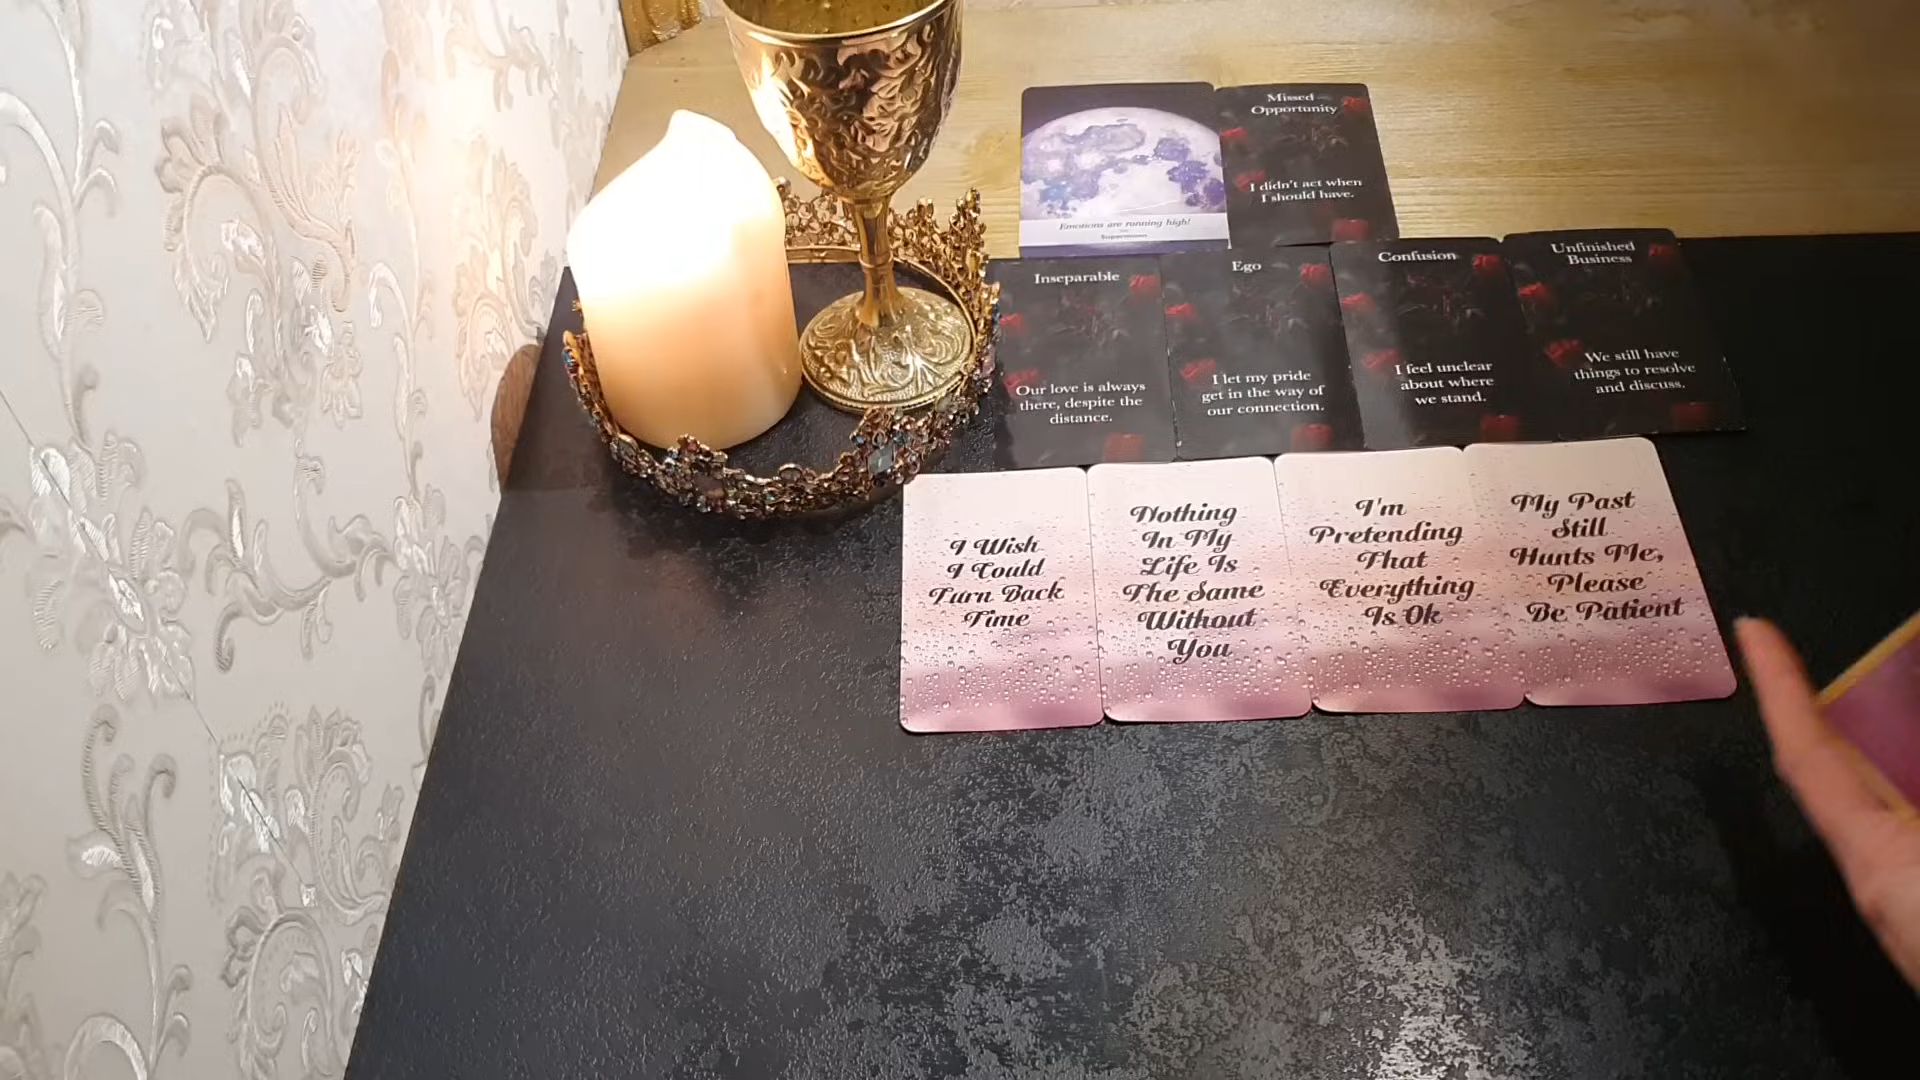 Emotions are running high!
Supermoon
Missed
Opportunity
I didn't act when
I should have.
Inseparable
Our love is always
there, despite the
distance.
Ego
I let my pride
get in the way of
our connection.
Confusion
I feel unclear
about where
we stand.
Unfinished
Business
We still have
things to resolve
and discuss.
I Wish
I Could
Turn Back
Time
Nothing
In My
Life Is
The Same
Without
You
I'm
Pretending
That
Everything
Is Ok
My Past
Still
Hunts Me,
Please
Be Patient